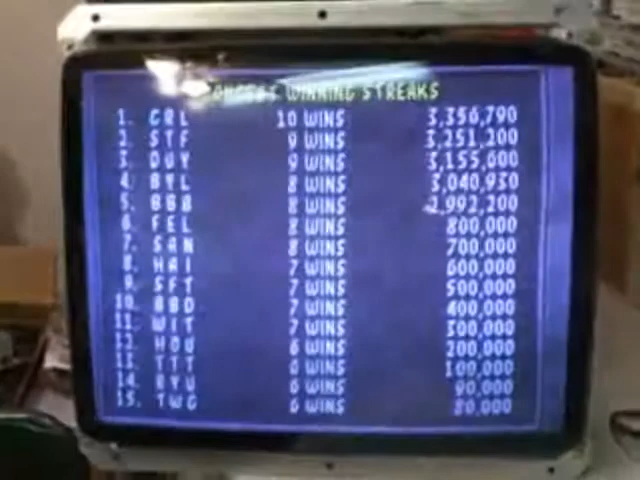 LONGEST WINNING STREAKS
1. CRL 10 WINS 3,356,790
2. STF 9 WINS 3,251,200
3. DUY 9 WINS 3,155,600
4. BYL 8 WINS 3,040,930
5. BBB 8 WINS 2,992,200
6. FEL 8 WINS 800,000
7. SAN 8 WINS 700,000
8. HAI 7 WINS 600,000
9. SFT 7 WINS 500,000
10. BBD 7 WINS 400,000
11. WIT 7 WINS 300,000
12. HOU 6 WINS 200,000
13. TTT 6 WINS 100,000
14. RYU 6 WINS 90,000
15. TWG 6 WINS 80,000